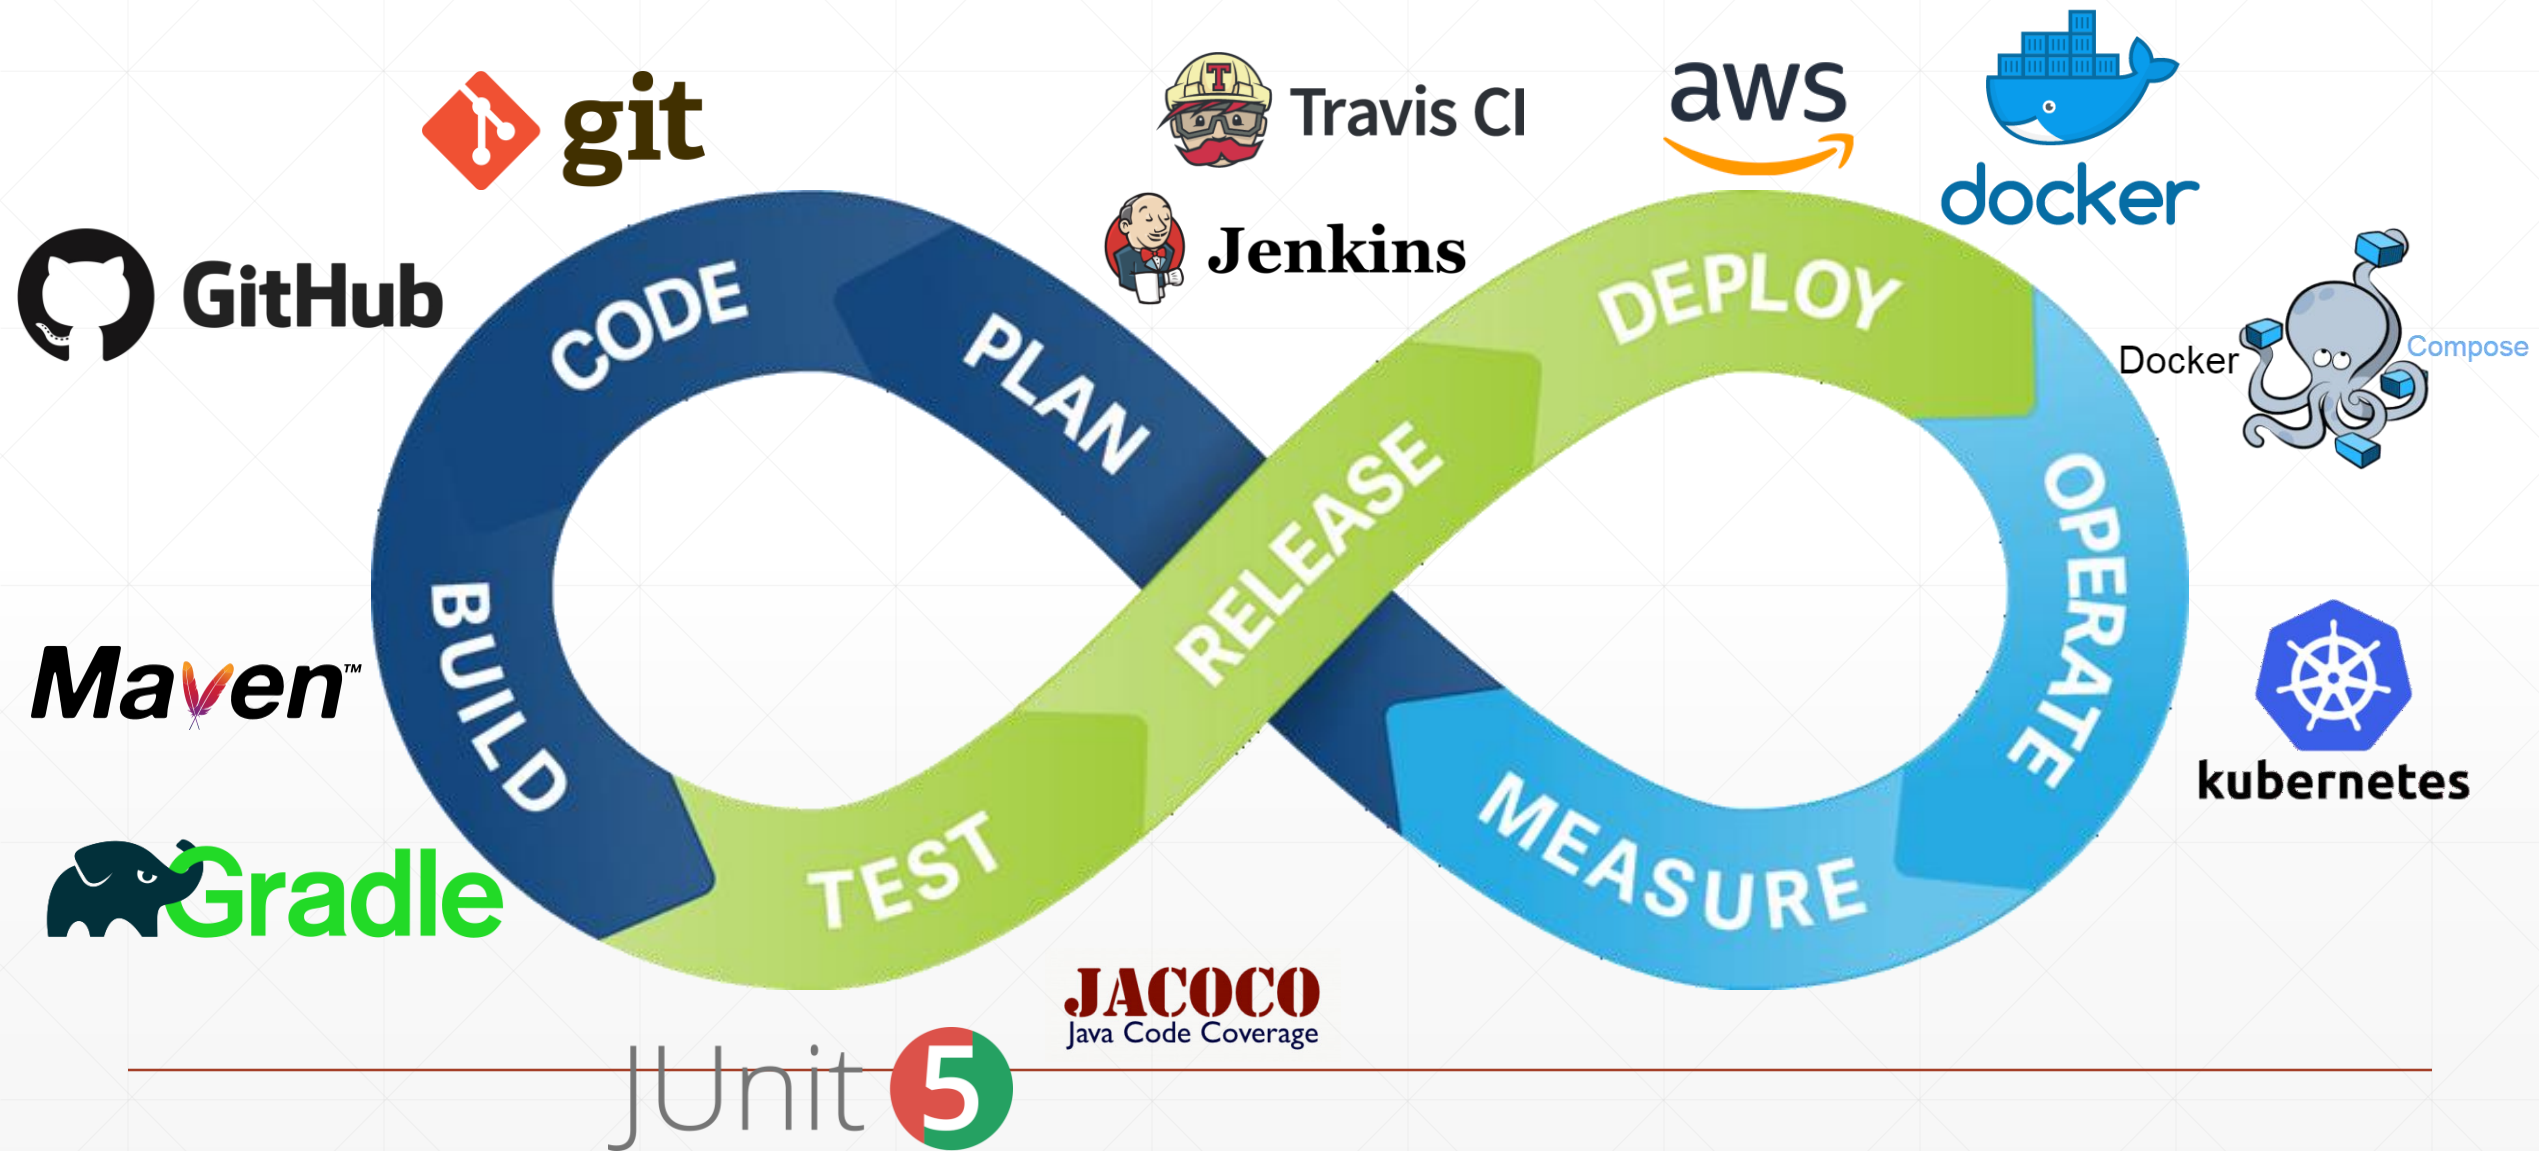 git
Travis CI
T
aws
docker
GitHub
Jenkins
CODE
PLAN
DEPLOY
Docker
Compose
RELEASE
OPERATE
BUILD
Maven™
kubernetes
Gradle
TEST
MEASURE
JACOCO
Java Code Coverage
JUnit 5